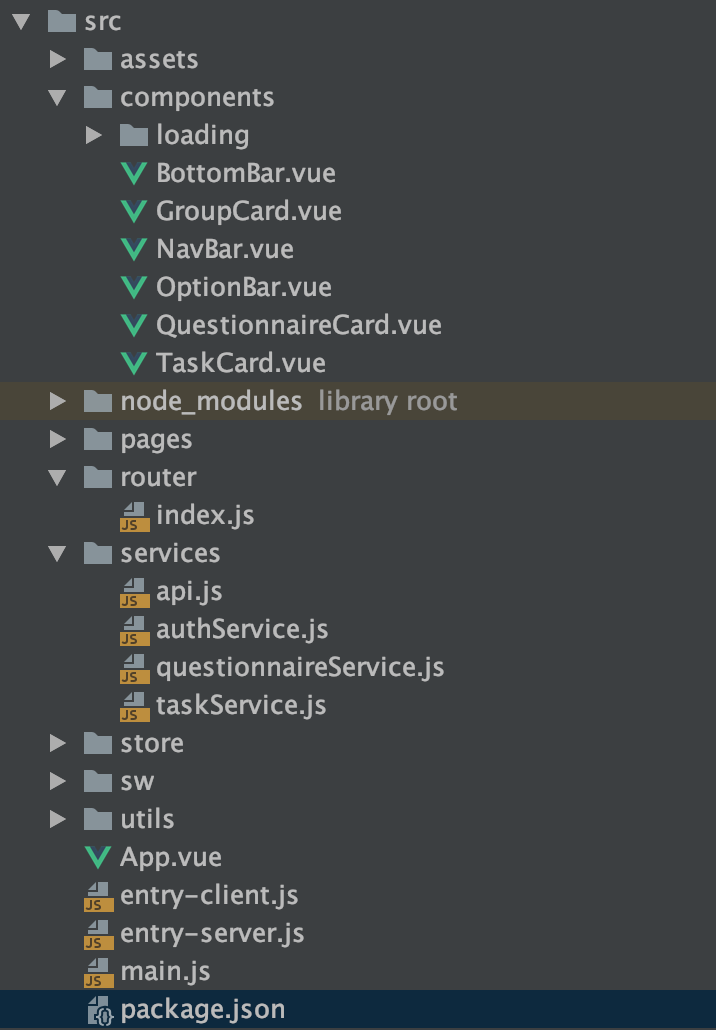 src
assets
components
loading
BottomBar.vue
GroupCard.vue
NavBar.vue
OptionBar.vue
QuestionnaireCard.vue
TaskCard.vue
node_modules library root
pages
router
JS index.js
services
JS api.js
JS authService.js
JS questionnaireService.js
JS taskService.js
store
sw
utils
App.vue
JS entry-client.js
JS entry-server.js
JS main.js
{} package.json